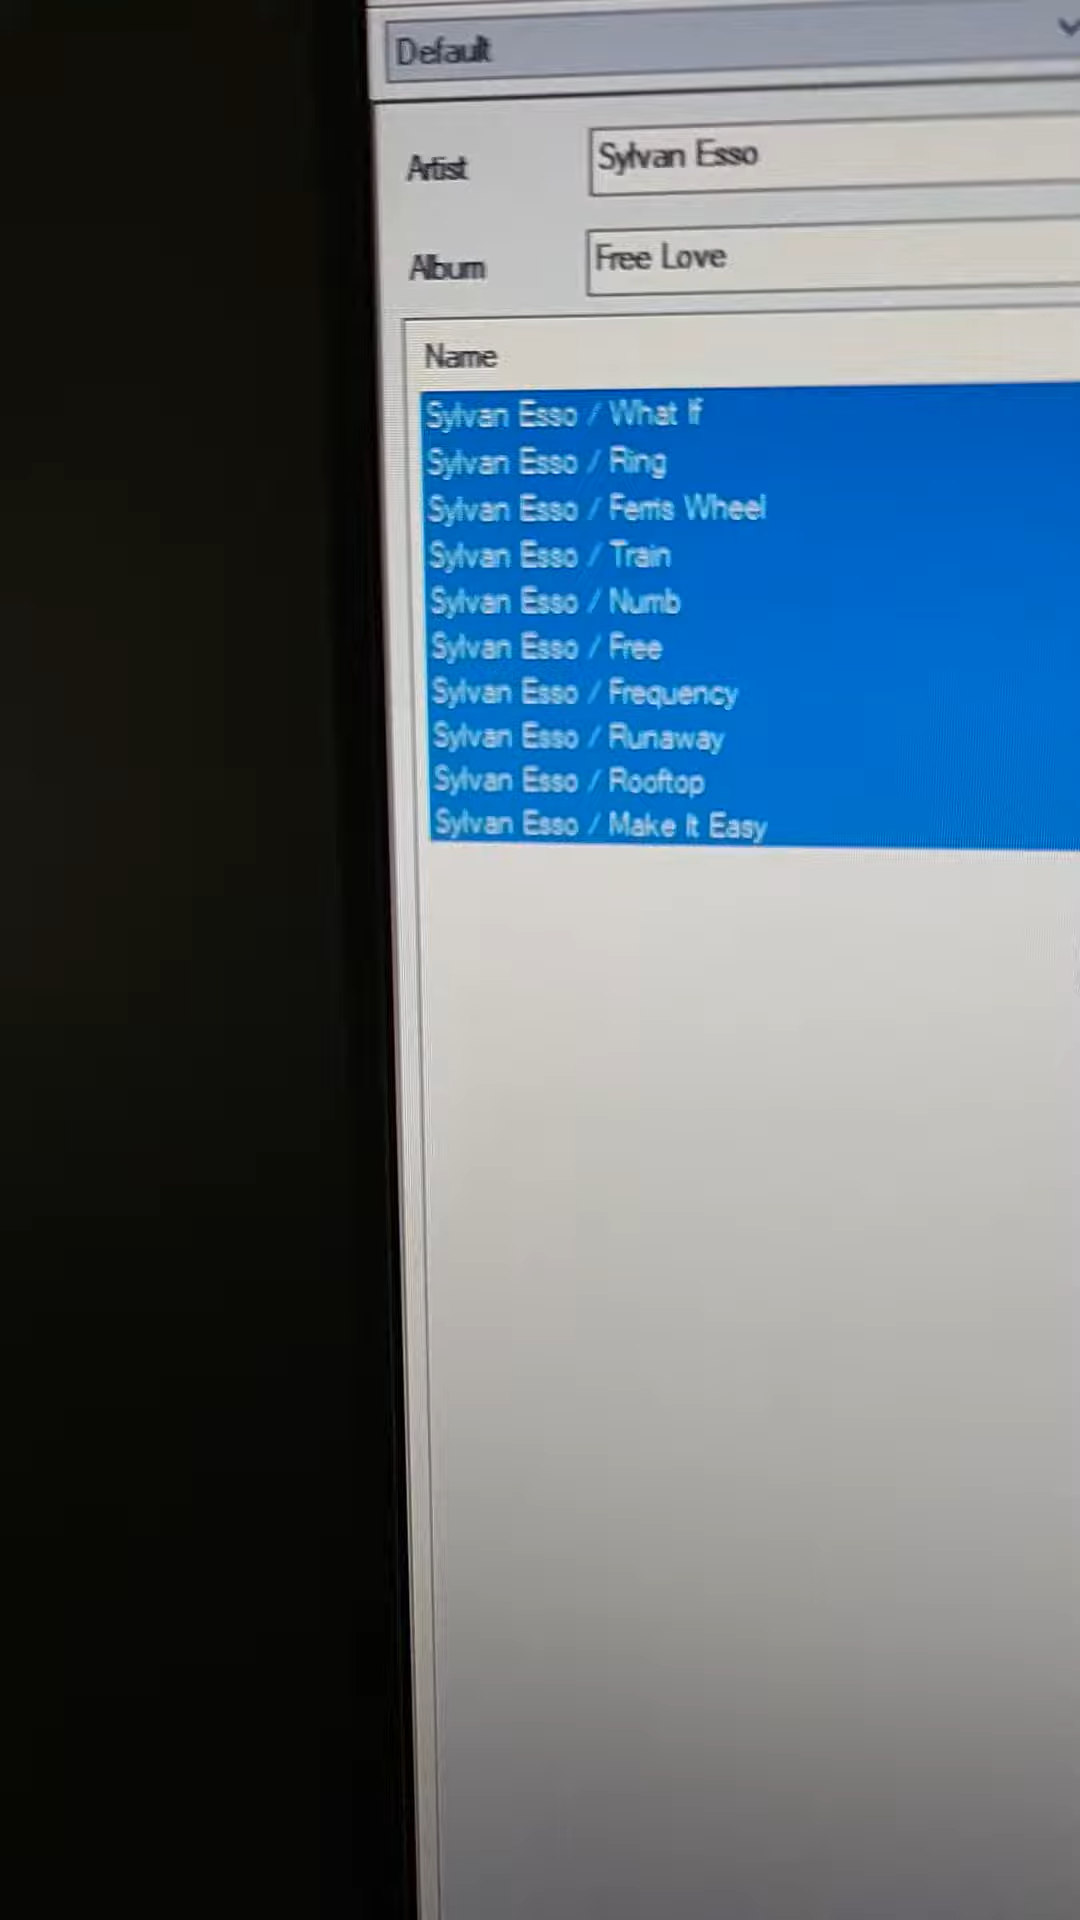 Default
Artist
Sylvan Esso
Album
Free Love
Name
Sylvan Esso / What If
Sylvan Esso / Ring
Sylvan Esso / Ferris Wheel
Sylvan Esso / Train
Sylvan Esso / Numb
Sylvan Esso / Free
Sylvan Esso / Frequency
Sylvan Esso / Runaway
Sylvan Esso / Rooftop
Sylvan Esso / Make It Easy